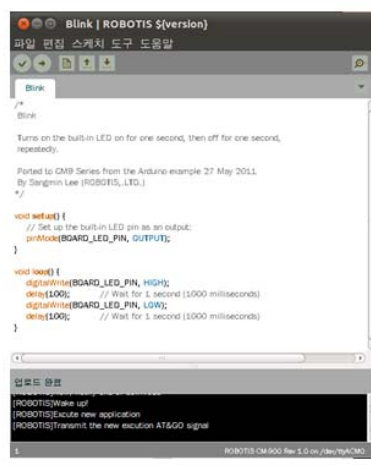 Blink | ROBOTIS ${version}
파일 편집 스케치 도구 도움말
Blink
/*
Blink
Turns on the built-in LED on for one second, then off for one second,
repeatedly.
Ported to CM9 Series from the Arduino example 27 May 2011
By Sangmin Lee (ROBOTIS,.LTD.)
*/
void setup() {
// Set up the built-in LED pin as an output:
pinMode(BOARD_LED_PIN, OUTPUT);
}
void loop() {
digitalWrite(BOARD_LED_PIN, HIGH);
delay(100); // Wait for 1 second (1000 milliseconds)
digitalWrite(BOARD_LED_PIN, LOW);
delay(100); // Wait for 1 second (1000 milliseconds)
}
업로드 완료
[ROBOTIS]Wake up!
[ROBOTIS]Excute new application
[ROBOTIS]Transmit the new excution AT&GO signal
1 ROBOTIS CM-900 Rev 1.0 on /dev/ttyACM0